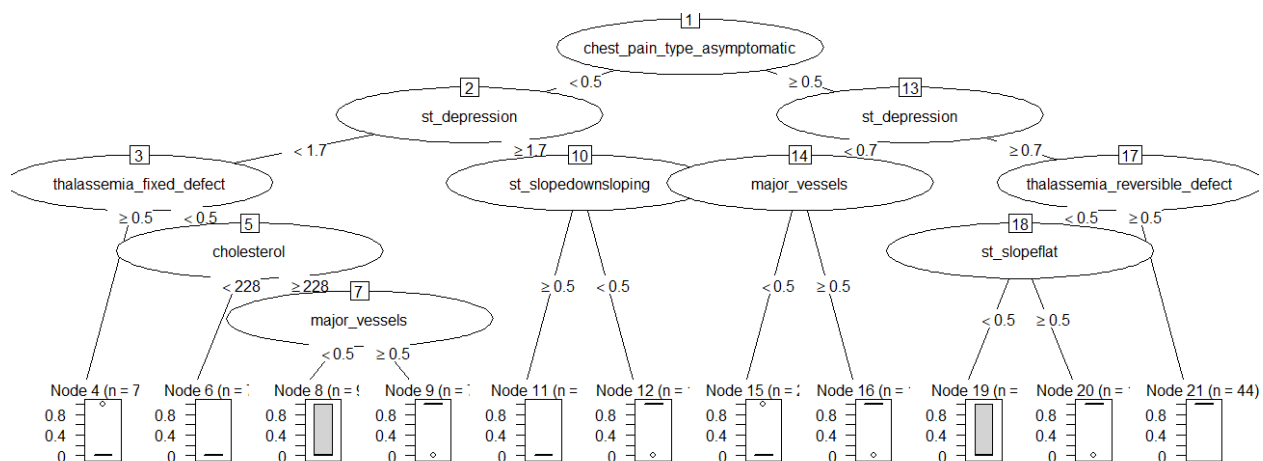 1
chest_pain_type_asymptomatic
< 0.5 ≥ 0.5
2 13
st_depression st_depression
< 1.7 ≥ 1.7 < 0.7 ≥ 0.7
3 10 14 17
thalassemia_fixed_defect st_slopedownsloping major_vessels thalassemia_reversible_defect
≥ 0.5 < 0.5 < 0.5 ≥ 0.5
5 18
cholesterol st_slopeflat
< 228 ≥ 228 ≥ 0.5 < 0.5 < 0.5 ≥ 0.5
7
major_vessels < 0.5 ≥ 0.5
< 0.5 ≥ 0.5
Node 4 (n = 7 Node 6 (n = Node 8 (n = 9 Node 9 (n = Node 11 (n = Node 12 (n = Node 15 (n = 2 Node 16 (n = Node 19 (n = Node 20 (n = Node 21 (n = 44)
0.8 0.8 0.8 0.8 0.8 0.8 0.8 0.8 0.8 0.8 0.8
0.4 0.4 0.4 0.4 0.4 0.4 0.4 0.4 0.4 0.4 0.4
0 0 0 0 0 0 0 0 0 0 0